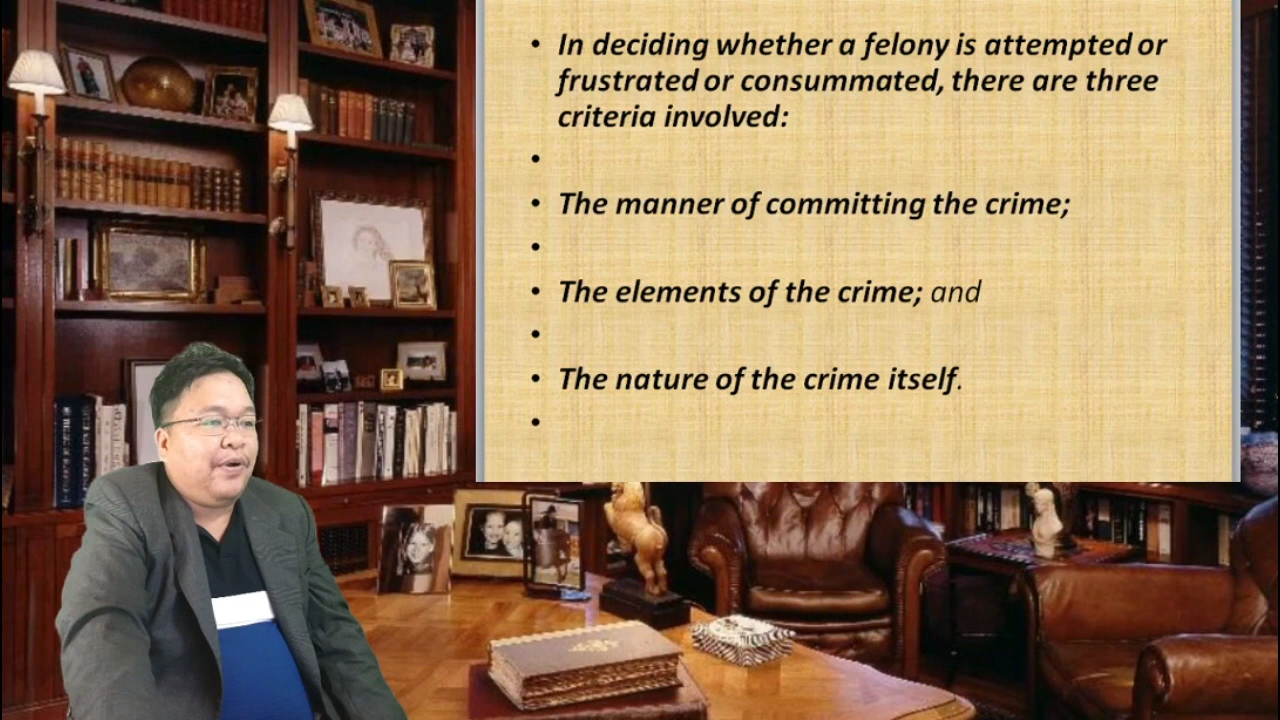 • In deciding whether a felony is attempted or
frustrated or consummated, there are three
criteria involved:
•
• The manner of committing the crime;
•
• The elements of the crime; and
•
• The nature of the crime itself.
•